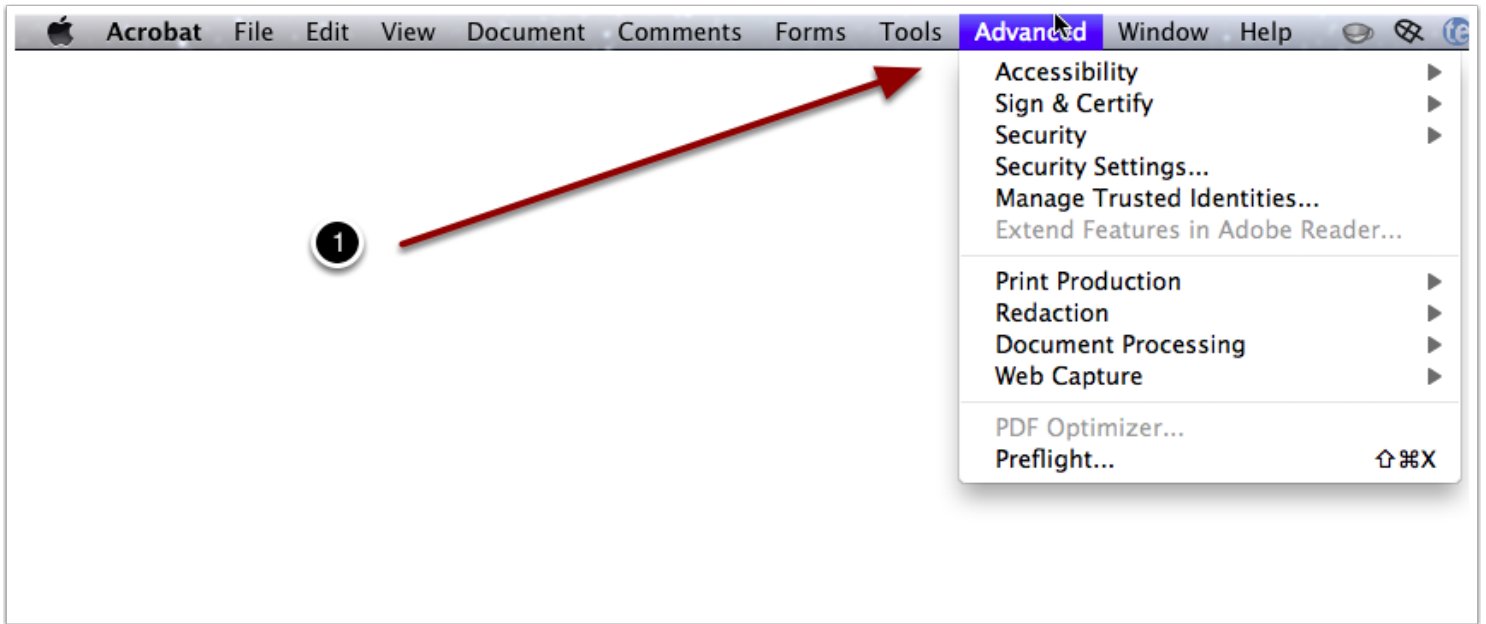 Acrobat File Edit View Document Comments Forms Tools Advanced Window Help te
Accessibility
Sign & Certify
Security
Security Settings...
Manage Trusted Identities...
Extend Features in Adobe Reader...
Print Production
Redaction
Document Processing
Web Capture
PDF Optimizer...
Preflight... ⇧⌘X
1